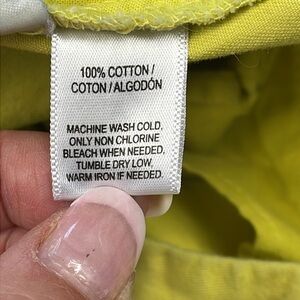 100% COTTON /
COTON / ALGODÓN
MACHINE WASH COLD,
ONLY NON CHLORINE
BLEACH WHEN NEEDED,
TUMBLE DRY LOW,
WARM IRON IF NEEDED.